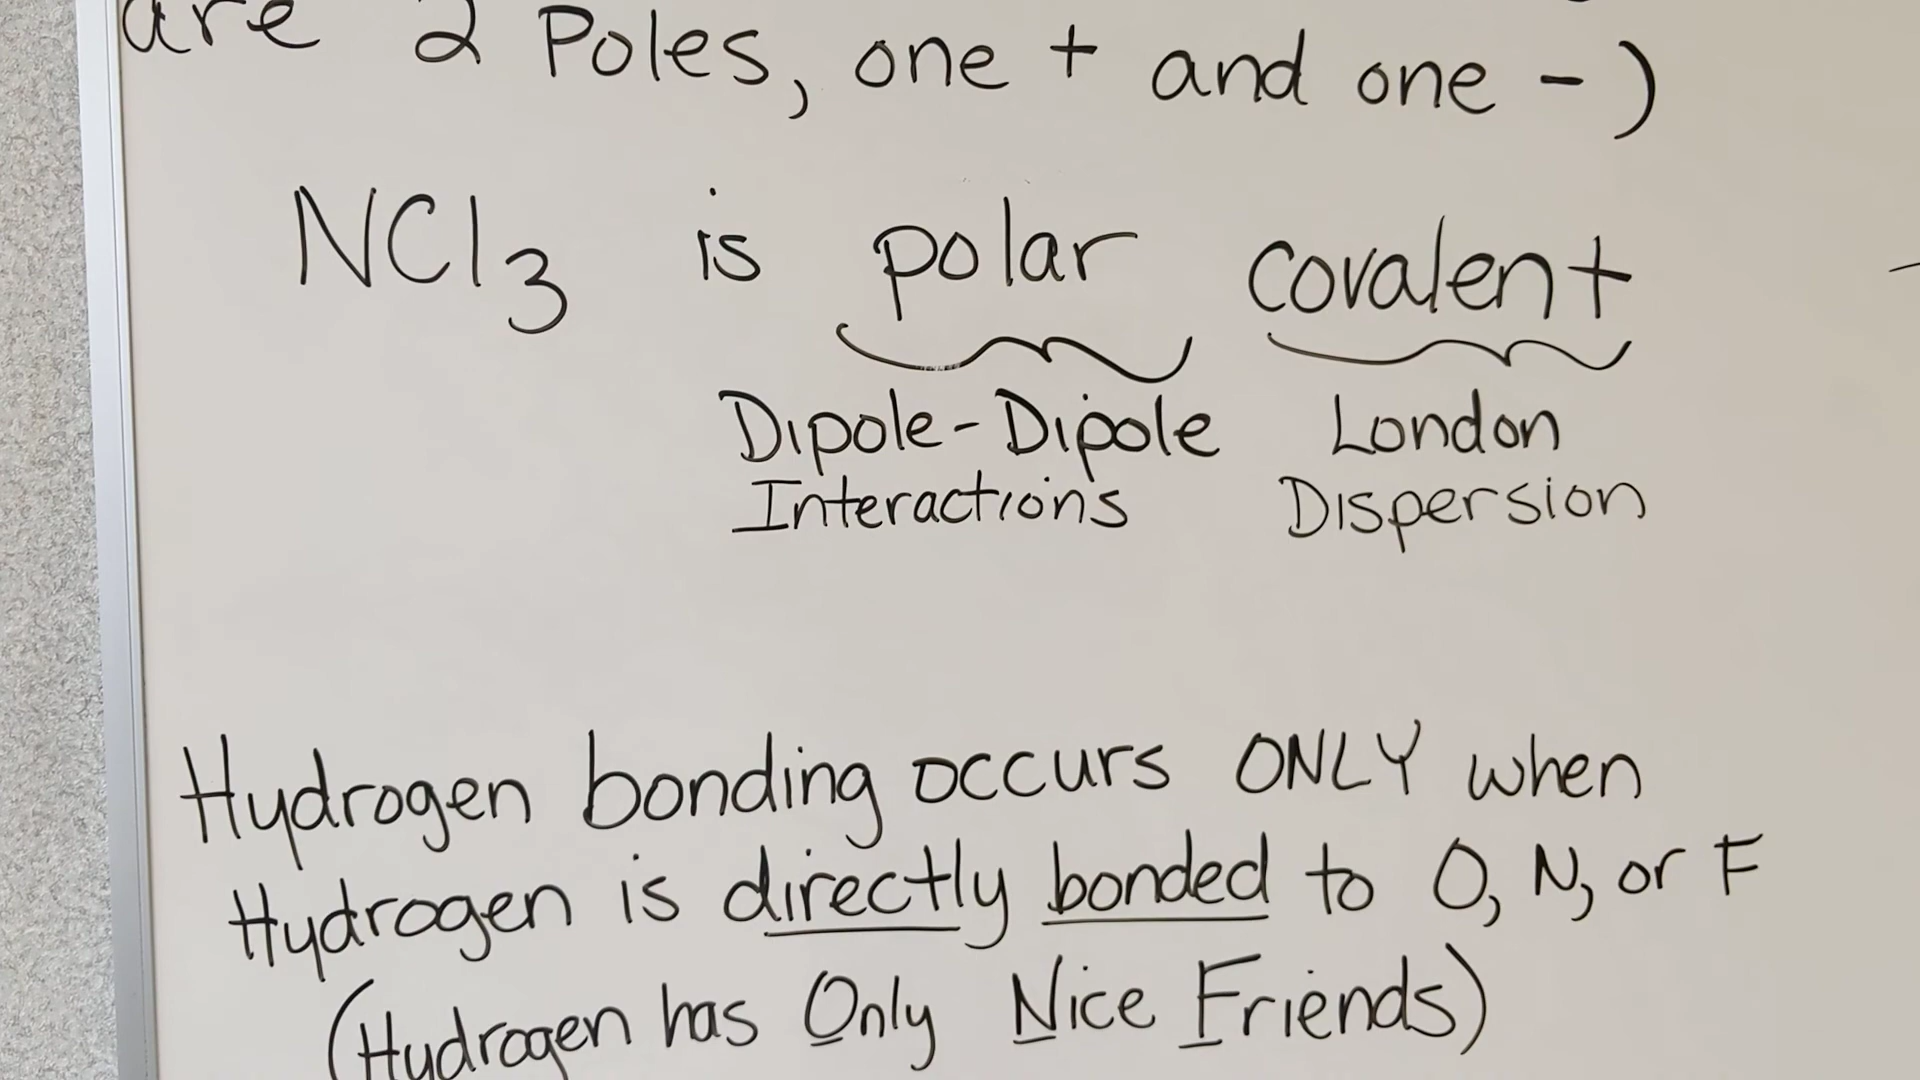 are 2 Poles, one + and one - )
NCl3 is polar covalent
Dipole-Dipole London
Interactions Dispersion
Hydrogen bonding occurs ONLY when
Hydrogen is directly bonded to O, N, or F
(Hydrogen has Only Nice Friends)